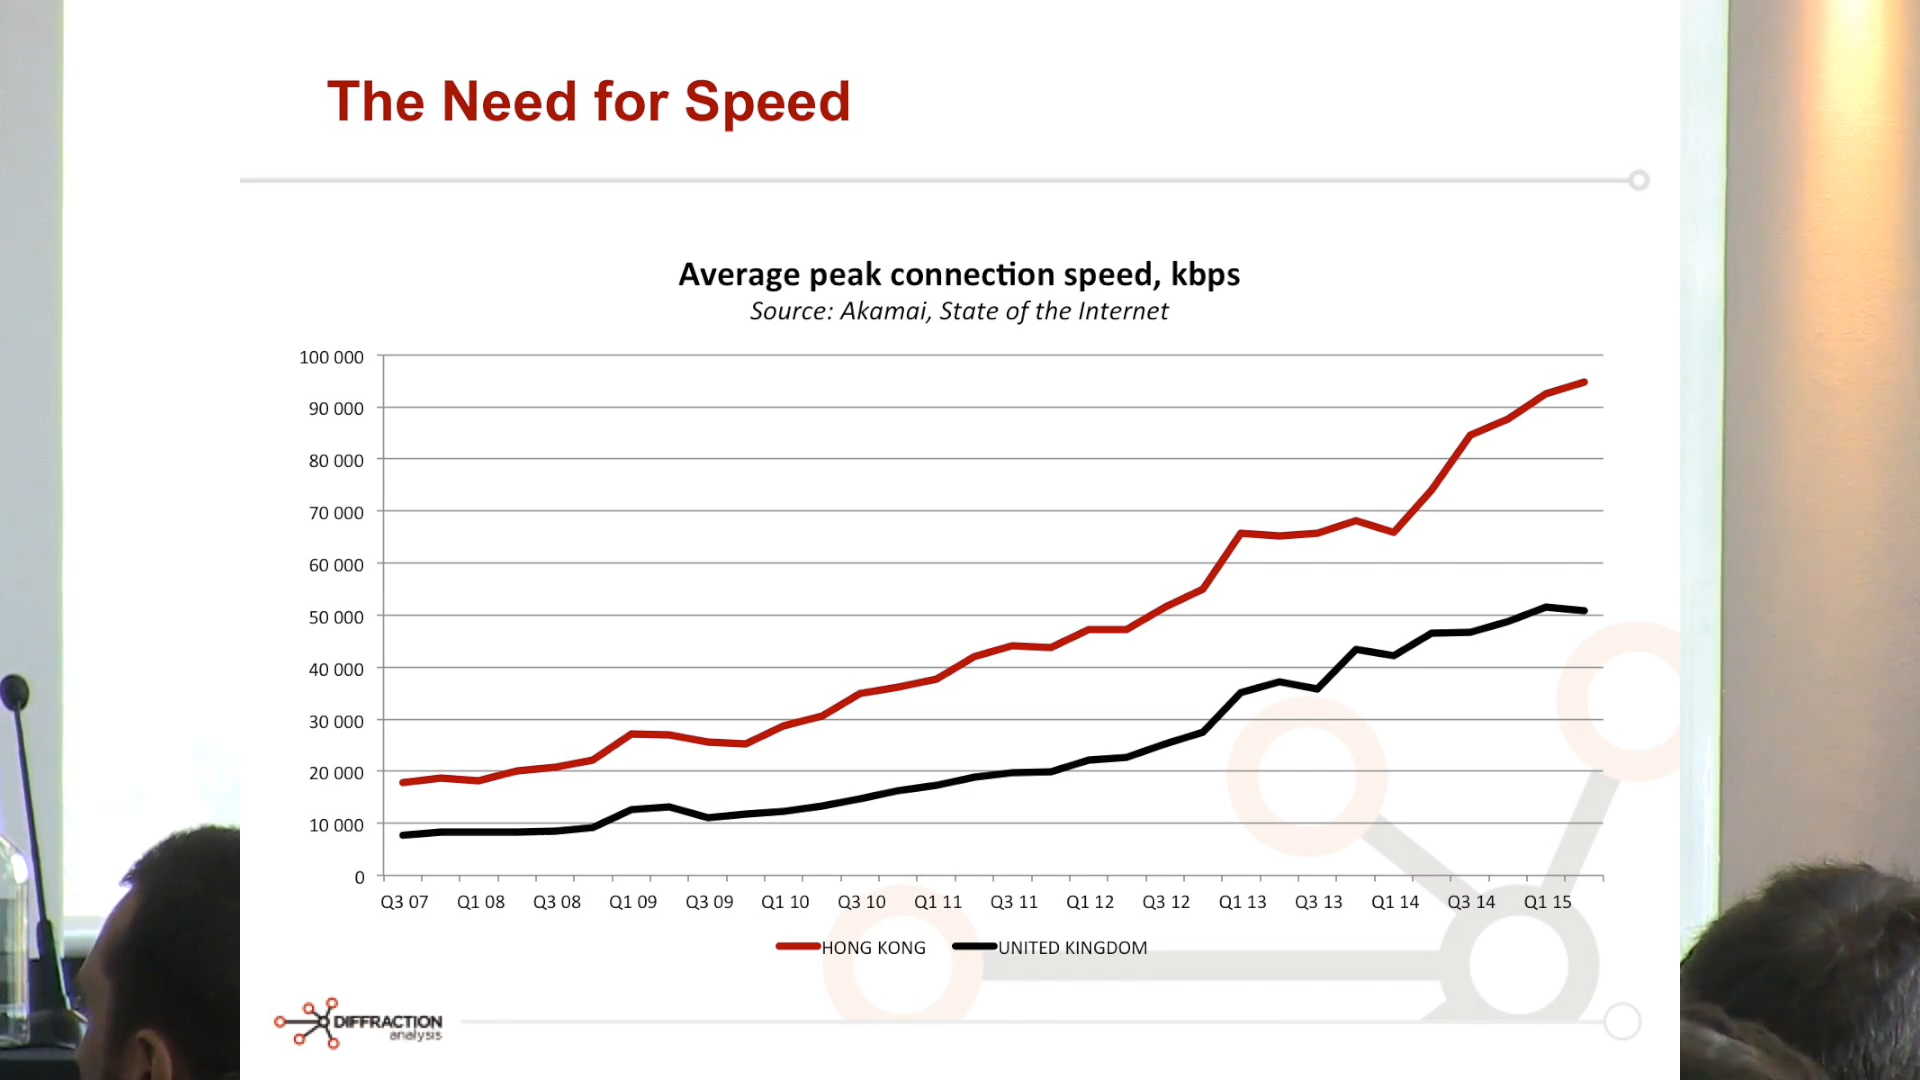 The Need for Speed
Average peak connection speed, kbps
Source: Akamai, State of the Internet
100 000
90 000
80 000
70 000
60 000
50 000
40 000
30 000
20 000
10 000
0
Q3 07 Q1 08 Q3 08 Q1 09 Q3 09 Q1 10 Q3 10 Q1 11 Q3 11 Q1 12 Q3 12 Q1 13 Q3 13 Q1 14 Q3 14 Q1 15
HONG KONG UNITED KINGDOM
DIFFRACTION
analysis